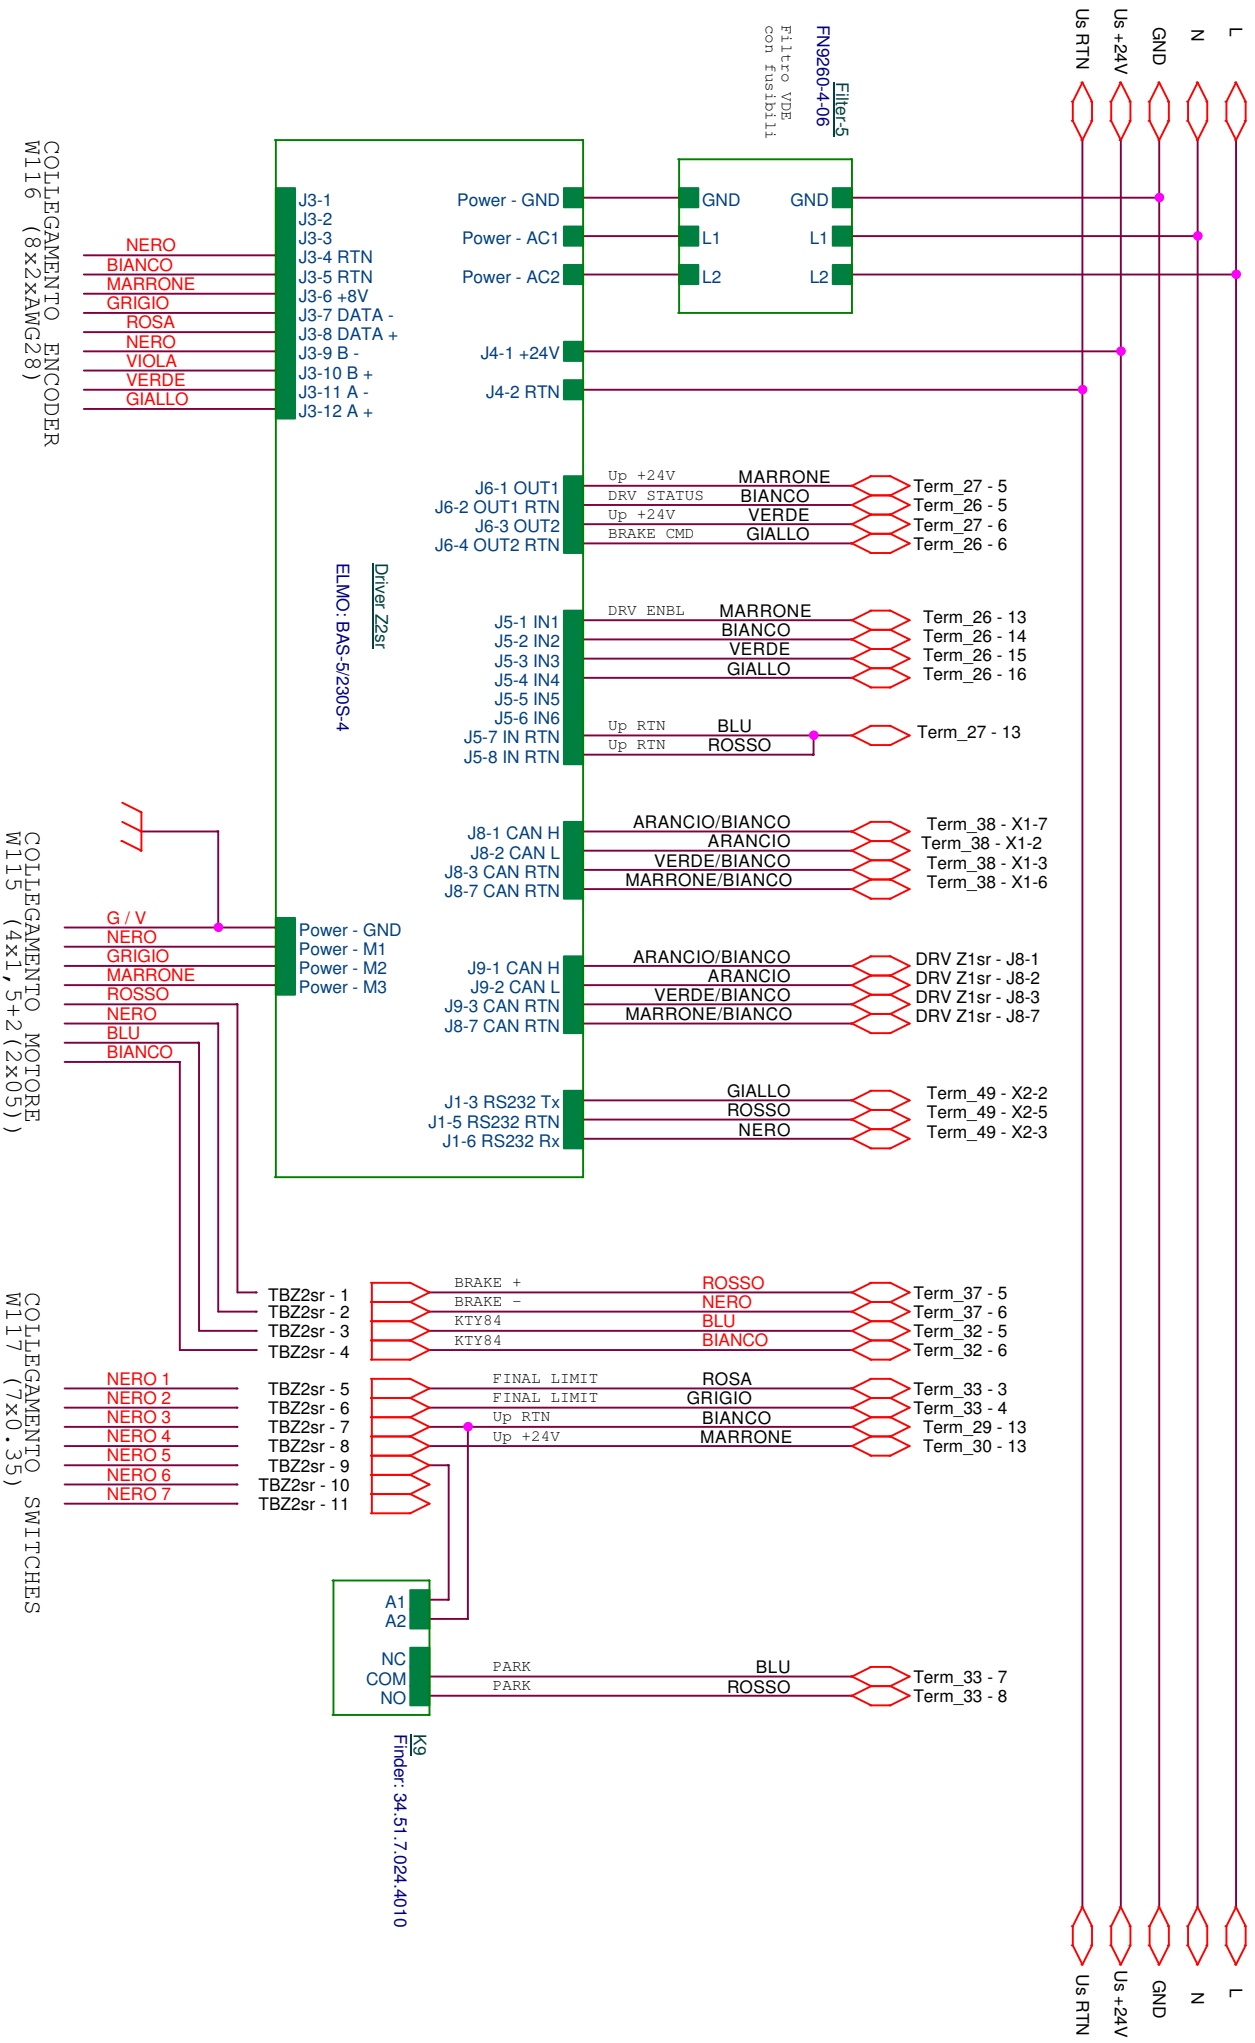 L
N
GND
Us +24V
Us RTN
Filter-5
FN9260-4-06
Filtro VDE
con fusibili
GND
L1
L2
GND
L1
L2
Power - GND
Power - AC1
Power - AC2
J4-1 +24V
J4-2 RTN
J3-1
J3-2
J3-3
J3-4 RTN
J3-5 RTN
J3-6 +8V
J3-7 DATA -
J3-8 DATA +
J3-9 B -
J3-10 B +
J3-11 A -
J3-12 A +
NERO
BIANCO
MARRONE
GRIGIO
ROSA
NERO
VIOLA
VERDE
GIALLO
COLLEGAMENTO ENCODER
W116 (8x2xAWG28)
J6-1 OUT1
J6-2 OUT1 RTN
J6-3 OUT2
J6-4 OUT2 RTN
Up +24V MARRONE Term_27 - 5
DRV STATUS BIANCO Term_26 - 5
Up +24V VERDE Term_27 - 6
BRAKE CMD GIALLO Term_26 - 6
Driver Z2sr
ELMO: BAS-5/230S-4
J5-1 IN1
J5-2 IN2
J5-3 IN3
J5-4 IN4
J5-5 IN5
J5-6 IN6
J5-7 IN RTN
J5-8 IN RTN
DRV ENBL MARRONE Term_26 - 13
BIANCO Term_26 - 14
VERDE Term_26 - 15
GIALLO Term_26 - 16
Up RTN BLU Term_27 - 13
Up RTN ROSSO
J8-1 CAN H
J8-2 CAN L
J8-3 CAN RTN
J8-7 CAN RTN
ARANCIO/BIANCO Term_38 - X1-7
ARANCIO Term_38 - X1-2
VERDE/BIANCO Term_38 - X1-3
MARRONE/BIANCO Term_38 - X1-6
J9-1 CAN H
J9-2 CAN L
J9-3 CAN RTN
J8-7 CAN RTN
ARANCIO/BIANCO DRV Z1sr - J8-1
ARANCIO DRV Z1sr - J8-2
VERDE/BIANCO DRV Z1sr - J8-3
MARRONE/BIANCO DRV Z1sr - J8-7
J1-3 RS232 Tx
J1-5 RS232 RTN
J1-6 RS232 Rx
GIALLO Term_49 - X2-2
ROSSO Term_49 - X2-5
NERO Term_49 - X2-3
Power - GND
Power - M1
Power - M2
Power - M3
G / V
NERO
GRIGIO
MARRONE
ROSSO
NERO
BLU
BIANCO
COLLEGAMENTO MOTORE
W115 (4x1,5+2(2x05))
TBZ2sr - 1 BRAKE + ROSSO Term_37 - 5
TBZ2sr - 2 BRAKE - NERO Term_37 - 6
TBZ2sr - 3 KTY84 BLU Term_32 - 5
TBZ2sr - 4 KTY84 BIANCO Term_32 - 6
NERO 1 TBZ2sr - 5 FINAL LIMIT ROSA Term_33 - 3
NERO 2 TBZ2sr - 6 FINAL LIMIT GRIGIO Term_33 - 4
NERO 3 TBZ2sr - 7 Up RTN BIANCO Term_29 - 13
NERO 4 TBZ2sr - 8 Up +24V MARRONE Term_30 - 13
NERO 5 TBZ2sr - 9
NERO 6 TBZ2sr - 10
NERO 7 TBZ2sr - 11
COLLEGAMENTO SWITCHES
W117 (7x0.35)
A1
A2
NC
COM
NO
PARK BLU Term_33 - 7
PARK ROSSO Term_33 - 8
K9
Finder: 34.51.7.024.4010
L
N
GND
Us +24V
Us RTN